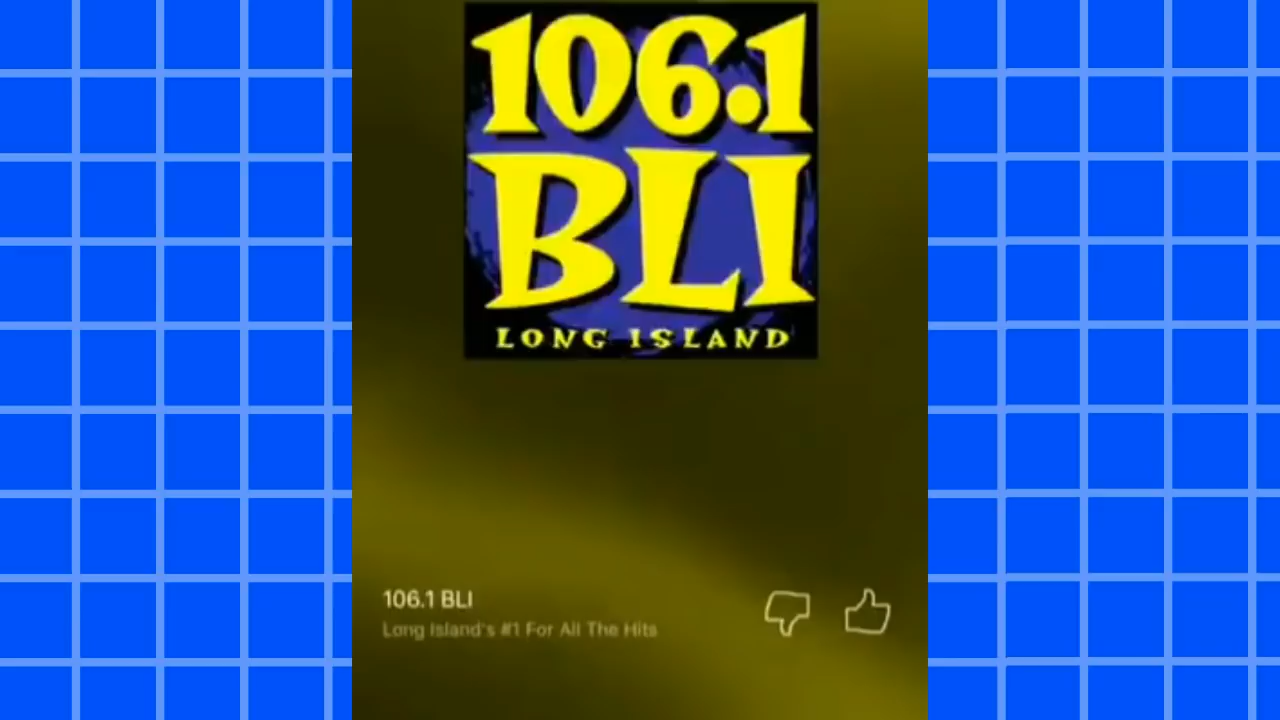 106.1
BLI
LONG ISLAND
106.1 BLI
Long Island's #1 For All The Hits